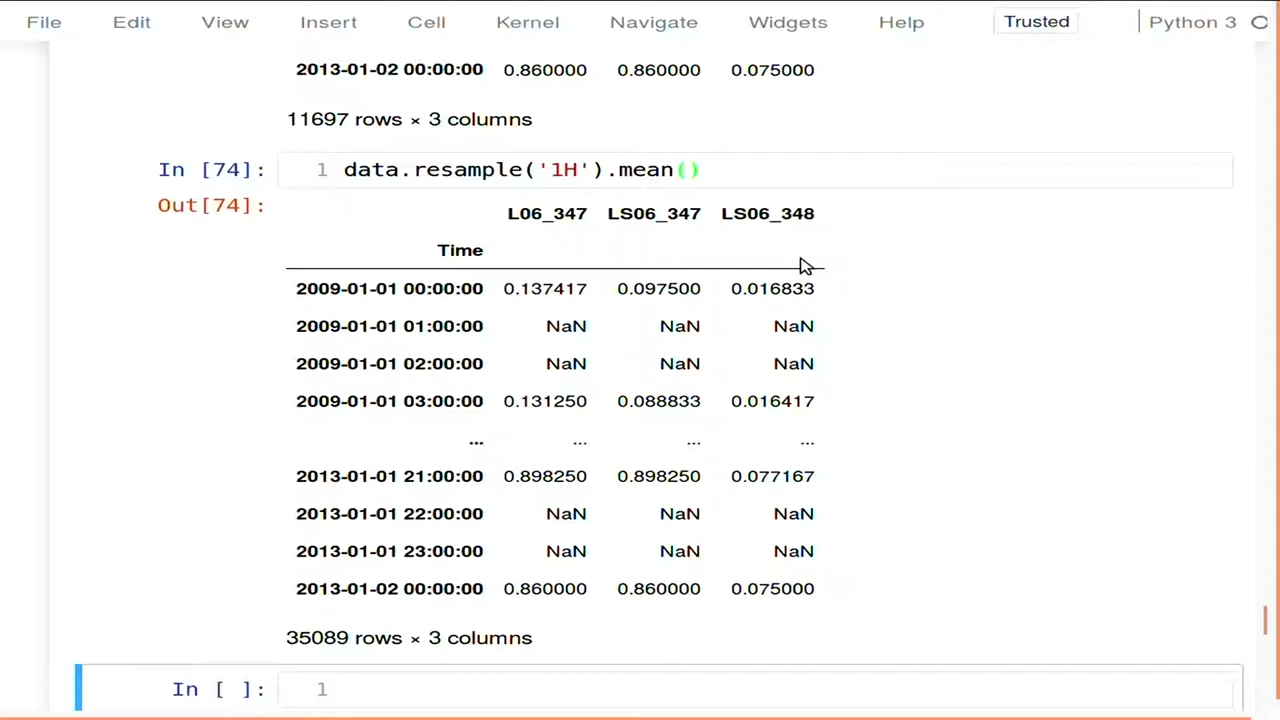 File Edit View Insert Cell Kernel Navigate Widgets Help Trusted Python 3
2013-01-02 00:00:00 0.860000 0.860000 0.075000
11697 rows × 3 columns
In [74]: 1 data.resample('1H').mean()
Out[74]:
L06_347 LS06_347 LS06_348
Time
2009-01-01 00:00:00 0.137417 0.097500 0.016833
2009-01-01 01:00:00 NaN NaN NaN
2009-01-01 02:00:00 NaN NaN NaN
2009-01-01 03:00:00 0.131250 0.088833 0.016417
... ... ... ...
2013-01-01 21:00:00 0.898250 0.898250 0.077167
2013-01-01 22:00:00 NaN NaN NaN
2013-01-01 23:00:00 NaN NaN NaN
2013-01-02 00:00:00 0.860000 0.860000 0.075000
35089 rows × 3 columns
In [ ]: 1